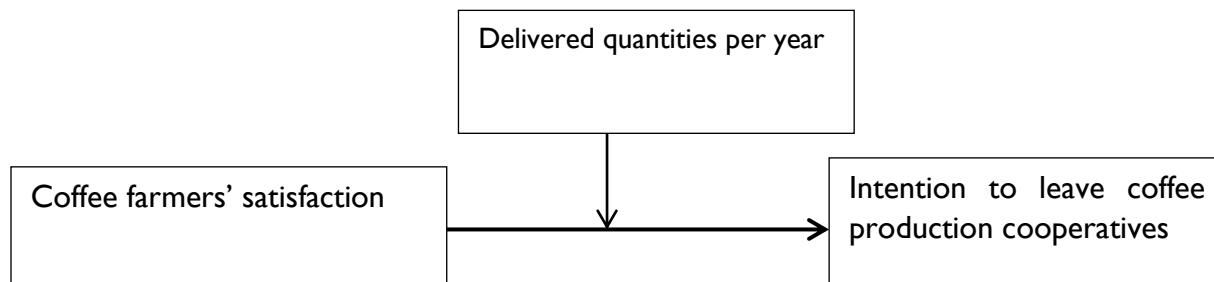 Delivered quantities per year
Coffee farmers’ satisfaction
Intention to leave coffee
production cooperatives